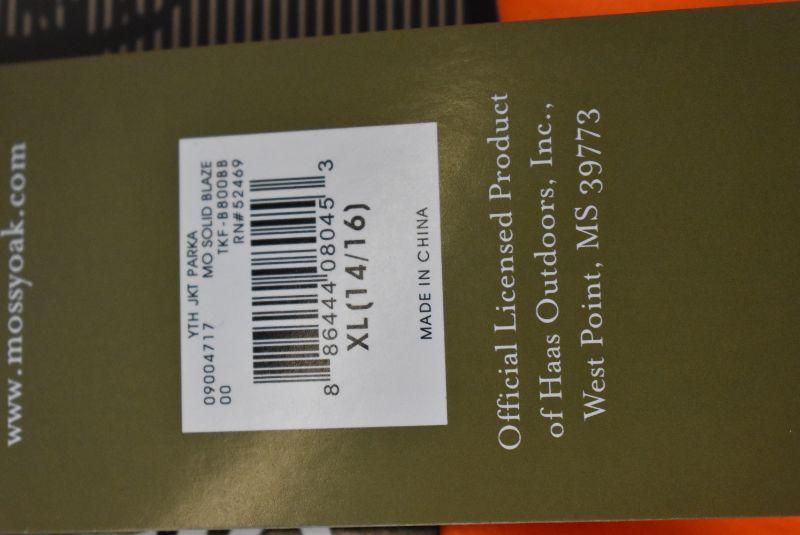 www.mossyoak.com
YTH JKT PARKA
09004717 MO SOLID BLAZE
00 TKF-B800BB
RN#52469
8 86444 08045 3
XL(14/16)
MADE IN CHINA
Official Licensed Product
of Haas Outdoors, Inc.,
West Point, MS 39773